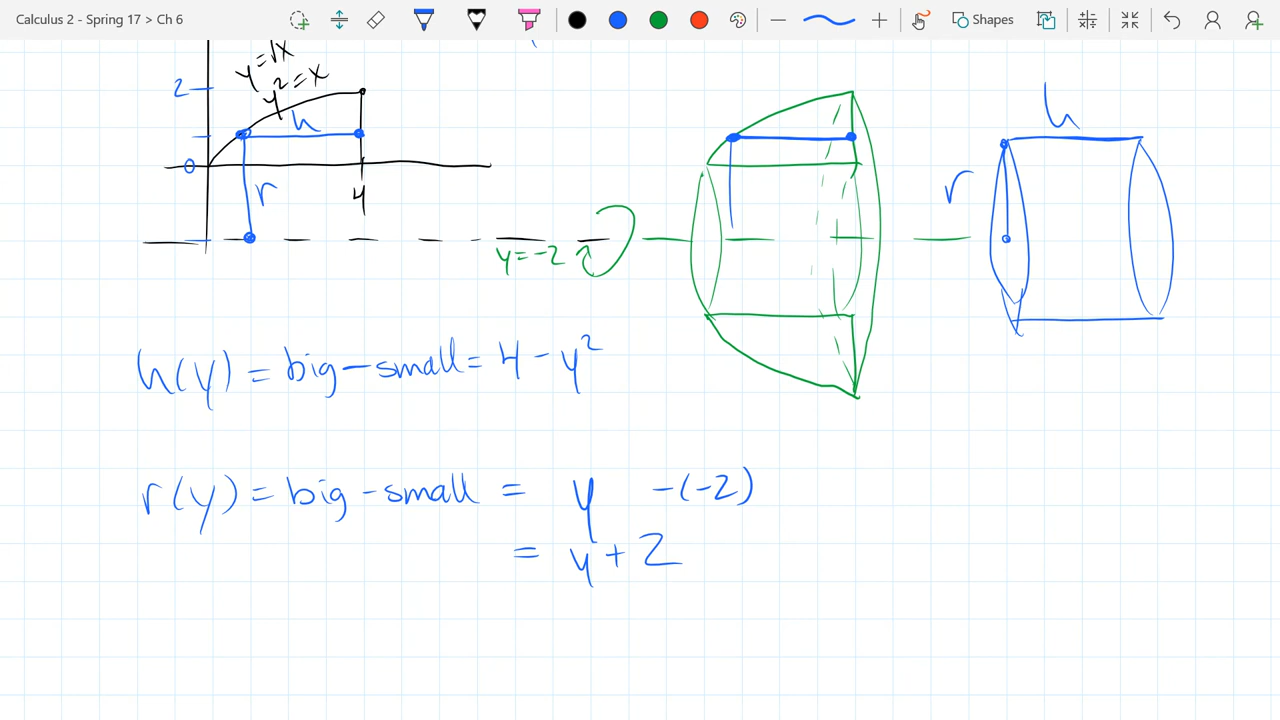 Calculus 2 - Spring 17 > Ch 6
Shapes
y=√x
y²=x
2
h
h
0
r
r
4
y=-2
h(y) = big-small = 4 - y²
r(y) = big-small = y -(-2)
= y + 2